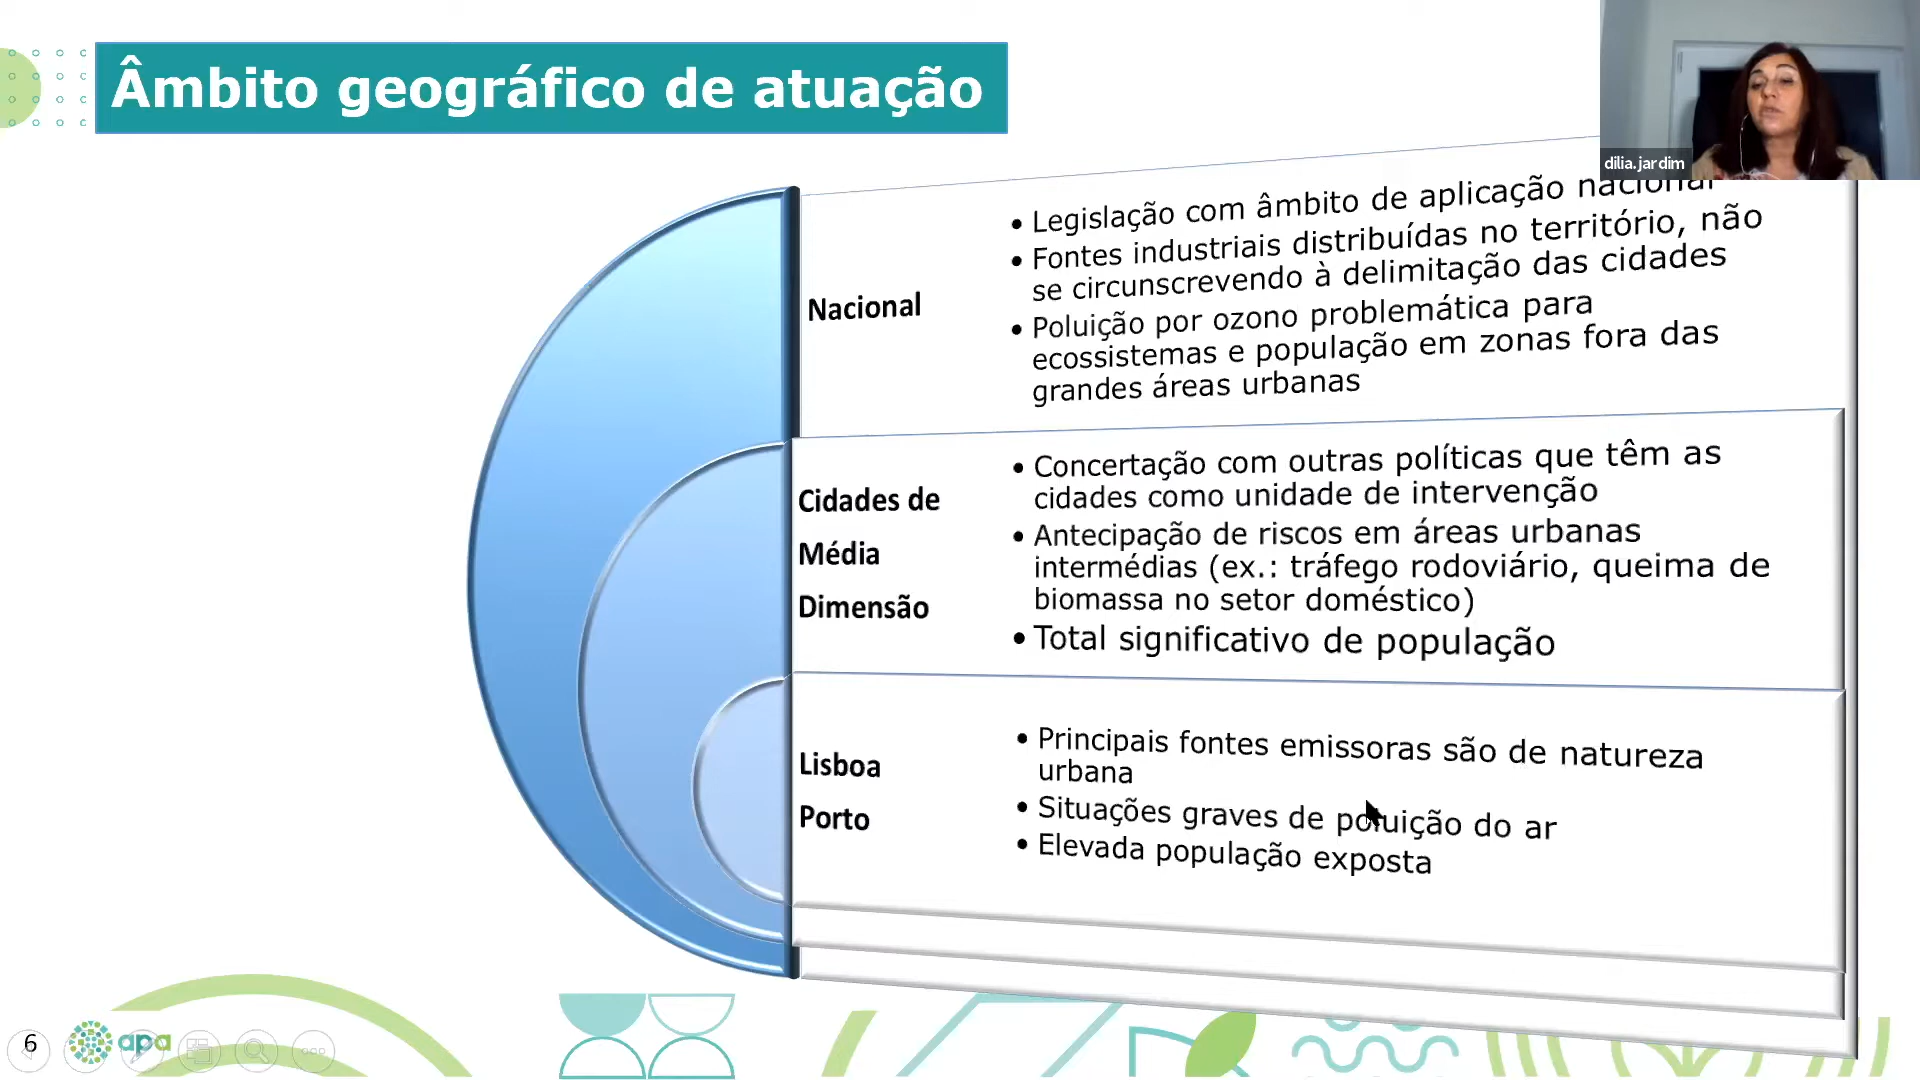 Âmbito geográfico de atuação
dilia.jardim
Nacional
• Legislação com âmbito de aplicação nacional
• Fontes industriais distribuídas no território, não
se circunscrevendo à delimitação das cidades
• Poluição por ozono problemática para
ecossistemas e população em zonas fora das
grandes áreas urbanas
Cidades de
Média
Dimensão
• Concertação com outras políticas que têm as
cidades como unidade de intervenção
• Antecipação de riscos em áreas urbanas
intermédias (ex.: tráfego rodoviário, queima de
biomassa no setor doméstico)
• Total significativo de população
Lisboa
Porto
• Principais fontes emissoras são de natureza
urbana
• Situações graves de poluição do ar
• Elevada população exposta
6
apa